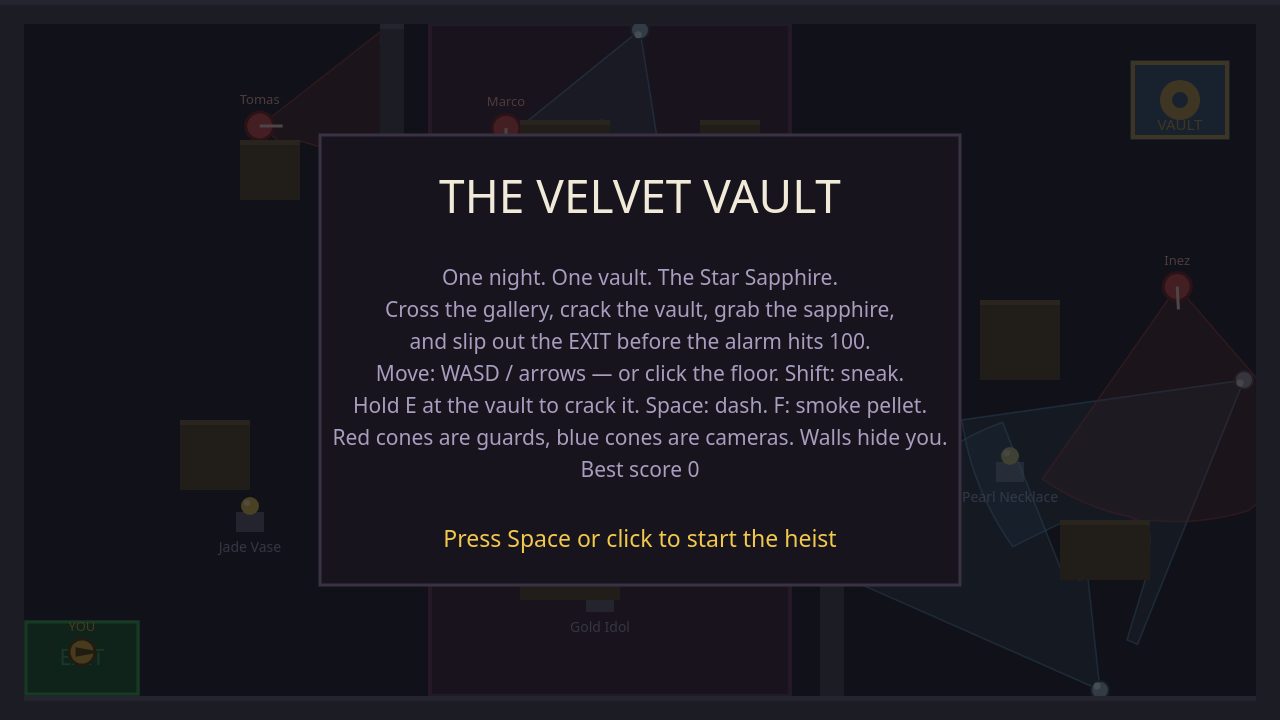 Tomas
Marco
VAULT
THE VELVET VAULT
One night. One vault. The Star Sapphire.
Cross the gallery, crack the vault, grab the sapphire,
and slip out the EXIT before the alarm hits 100.
Move: WASD / arrows — or click the floor. Shift: sneak.
Hold E at the vault to crack it. Space: dash. F: smoke pellet.
Red cones are guards, blue cones are cameras. Walls hide you.
Best score 0
Press Space or click to start the heist
Inez
Pearl Necklace
Jade Vase
Gold Idol
YOU
EXIT